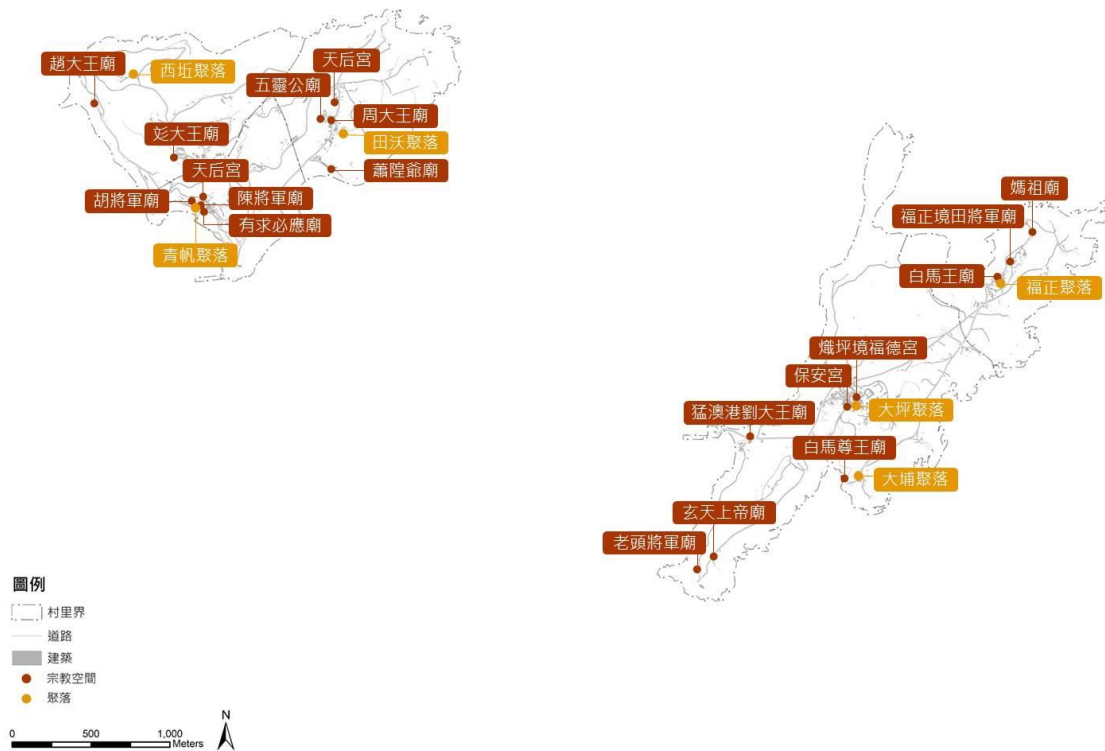 天后宮
趙大王廟
西坵聚落
五靈公廟
周大王廟
田沃聚落
彣大王廟
蕭隍爺廟
天后宮
胡將軍廟
陳將軍廟
有求必應廟
青帆聚落
媽祖廟
福正境田將軍廟
白馬王廟
福正聚落
熾坪境福德宮
保安宮
大坪聚落
猛澳港劉大王廟
白馬尊王廟
大埔聚落
玄天上帝廟
老頭將軍廟
圖例
村里界
道路
建築
宗教空間
聚落
N
0 500 1,000
Meters